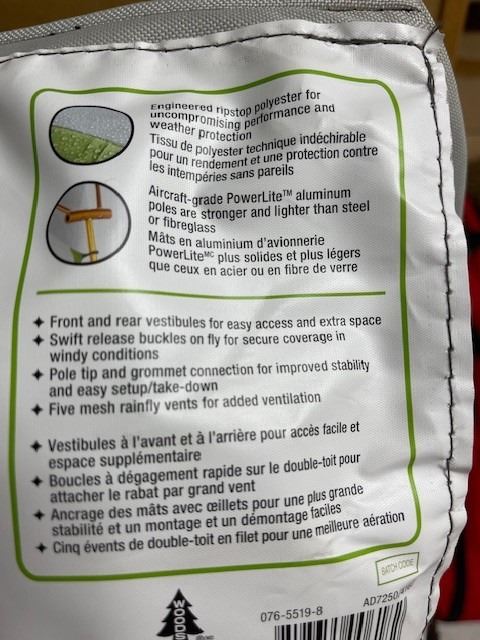 Engineered ripstop polyester for
uncompromising performance and
weather protection
Tissu de polyester technique indéchirable
pour un rendement et une protection contre
les intempéries sans pareils
Aircraft-grade PowerLite™ aluminum
poles are stronger and lighter than steel
or fibreglass
Mâts en aluminium d'avionnerie
PowerLiteᴹᶜ plus solides et plus légers
que ceux en acier ou en fibre de verre
✦ Front and rear vestibules for easy access and extra space
✦ Swift release buckles on fly for secure coverage in
windy conditions
✦ Pole tip and grommet connection for improved stability
and easy setup/take-down
✦ Five mesh rainfly vents for added ventilation
✦ Vestibules à l'avant et à l'arrière pour accès facile et
espace supplémentaire
✦ Boucles à dégagement rapide sur le double-toit pour
attacher le rabat par grand vent
✦ Ancrage des mâts avec œillets pour une plus grande
stabilité et un montage et un démontage faciles
✦ Cinq évents de double-toit en filet pour une meilleure aération
BATCH CODE
WOODS
076-5519-8